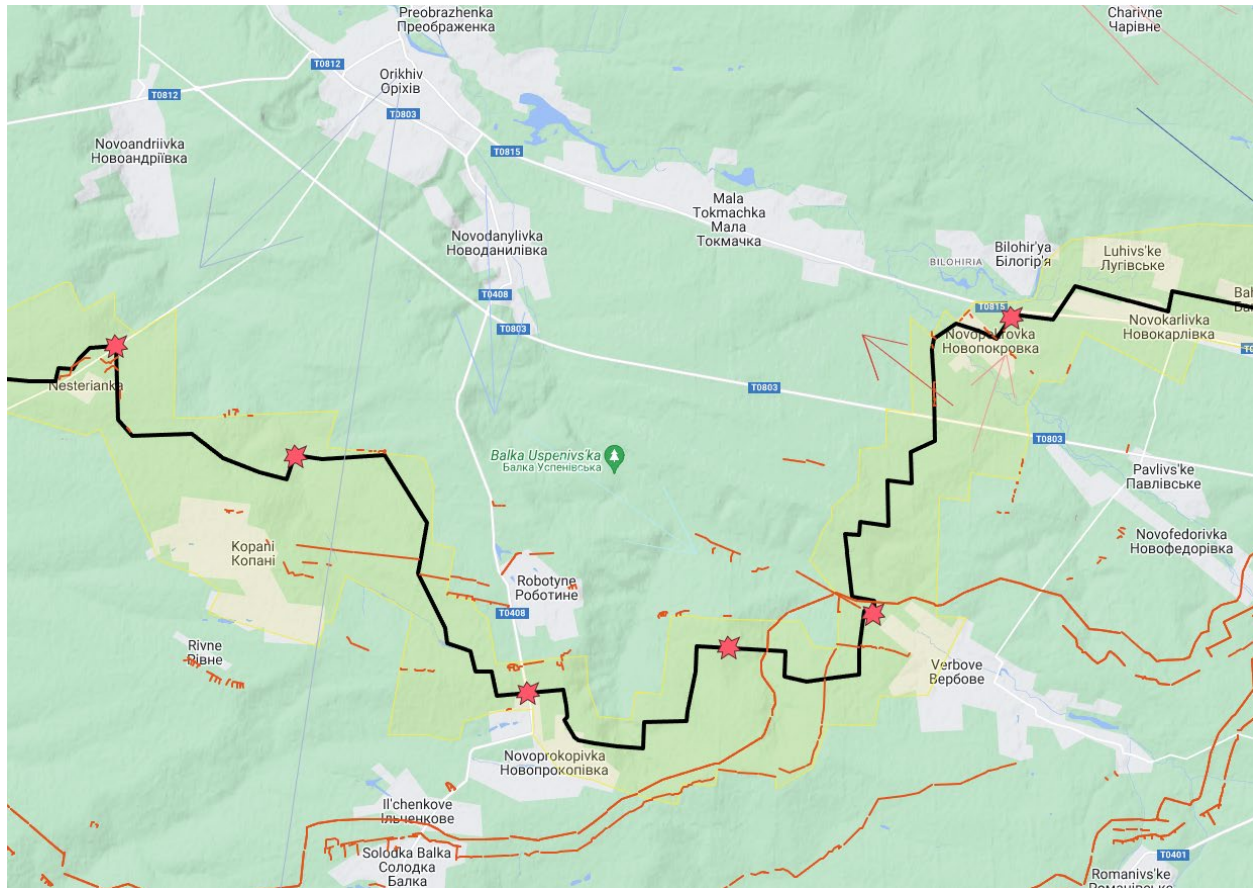 Preobrazhenka
Преображенка
Charivne
Чарівне
T0812
Orikhiv
Оріхів
T0812
T0803
Novoandriivka
Новоандріївка
T0815
Mala
Tokmachka
Мала
Токмачка
Novodanylivka
Новоданилівка
Bilohir'ya
Білогір'я
BILOHIRIA
Luhivs'ke
Лугівське
T0408
T0815
T0803
Novopokrovka
Новопокровка
Novokarlivka
Новокарлівка
Nesterianka
T0803
T0803
Balka Uspenivs'ka
Балка Успенівська
Pavlivs'ke
Павлівське
Kopani
Копані
Novofedorivka
Новофедорівка
Robotyne
Роботине
T0408
Rivne
Рівне
Verbove
Вербове
Novoprokopivka
Новопрокопівка
Il'chenkove
Ільченкове
Solodka Balka
Солодка
Балка
T0401
Romanivs'ke